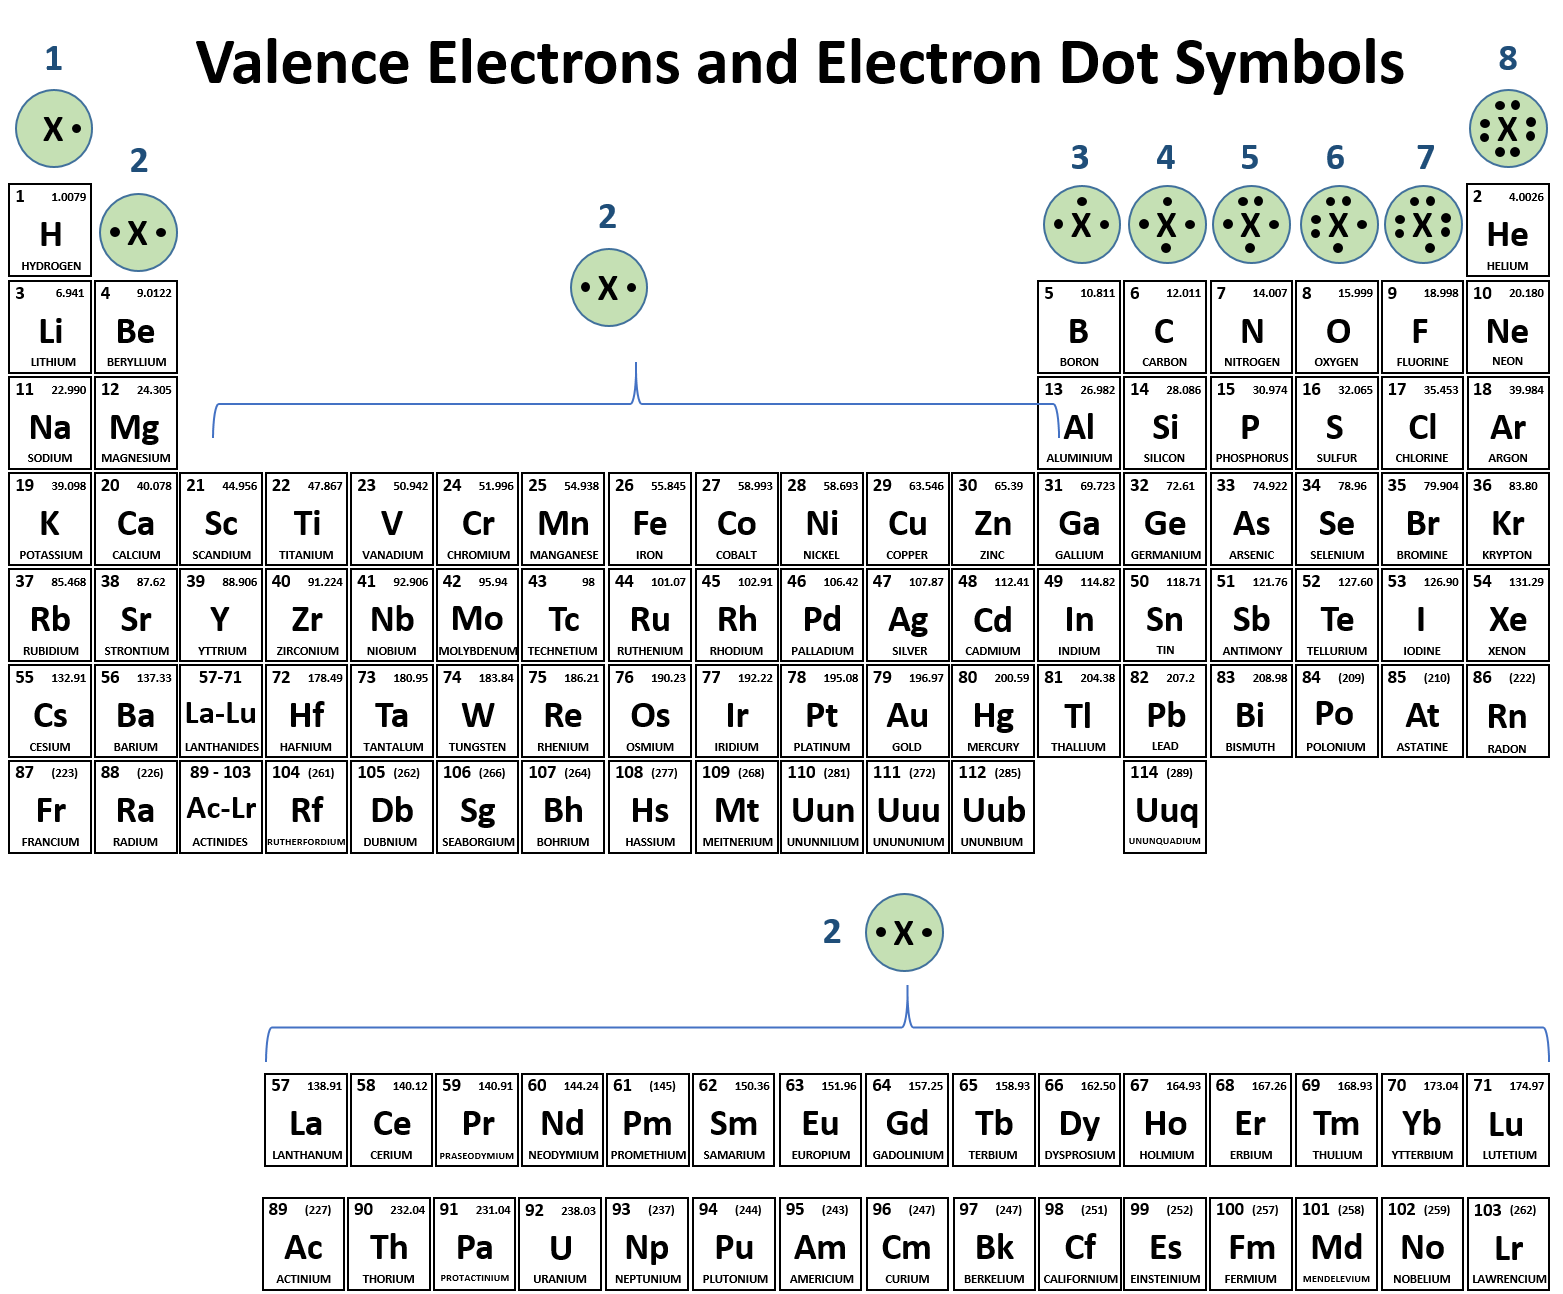 Valence Electrons and Electron Dot Symbols
1 8
X X
2 2 3 4 5 6 7
X X X X X X X
1 1.0079 2 4.0026
H He
HYDROGEN HELIUM
3 6.941 4 9.0122 5 10.811 6 12.011 7 14.007 8 15.999 9 18.998 10 20.180
Li Be B C N O F Ne
LITHIUM BERYLLIUM BORON CARBON NITROGEN OXYGEN FLUORINE NEON
11 22.990 12 24.305 13 26.982 14 28.086 15 30.974 16 32.065 17 35.453 18 39.984
Na Mg Al Si P S Cl Ar
SODIUM MAGNESIUM ALUMINIUM SILICON PHOSPHORUS SULFUR CHLORINE ARGON
19 39.098 20 40.078 21 44.956 22 47.867 23 50.942 24 51.996 25 54.938 26 55.845 27 58.993 28 58.693 29 63.546 30 65.39 31 69.723 32 72.61 33 74.922 34 78.96 35 79.904 36 83.80
K Ca Sc Ti V Cr Mn Fe Co Ni Cu Zn Ga Ge As Se Br Kr
POTASSIUM CALCIUM SCANDIUM TITANIUM VANADIUM CHROMIUM MANGANESE IRON COBALT NICKEL COPPER ZINC GALLIUM GERMANIUM ARSENIC SELENIUM BROMINE KRYPTON
37 85.468 38 87.62 39 88.906 40 91.224 41 92.906 42 95.94 43 98 44 101.07 45 102.91 46 106.42 47 107.87 48 112.41 49 114.82 50 118.71 51 121.76 52 127.60 53 126.90 54 131.29
Rb Sr Y Zr Nb Mo Tc Ru Rh Pd Ag Cd In Sn Sb Te I Xe
RUBIDIUM STRONTIUM YTTRIUM ZIRCONIUM NIOBIUM MOLYBDENUM TECHNETIUM RUTHENIUM RHODIUM PALLADIUM SILVER CADMIUM INDIUM TIN ANTIMONY TELLURIUM IODINE XENON
55 132.91 56 137.33 57-71 72 178.49 73 180.95 74 183.84 75 186.21 76 190.23 77 192.22 78 195.08 79 196.97 80 200.59 81 204.38 82 207.2 83 208.98 84 (209) 85 (210) 86 (222)
Cs Ba La-Lu Hf Ta W Re Os Ir Pt Au Hg Tl Pb Bi Po At Rn
CESIUM BARIUM LANTHANIDES HAFNIUM TANTALUM TUNGSTEN RHENIUM OSMIUM IRIDIUM PLATINUM GOLD MERCURY THALLIUM LEAD BISMUTH POLONIUM ASTATINE RADON
87 (223) 88 (226) 89 - 103 104 (261) 105 (262) 106 (266) 107 (264) 108 (277) 109 (268) 110 (281) 111 (272) 112 (285) 114 (289)
Fr Ra Ac-Lr Rf Db Sg Bh Hs Mt Uun Uuu Uub Uuq
FRANCIUM RADIUM ACTINIDES RUTHERFORDIUM DUBNIUM SEABORGIUM BOHRIUM HASSIUM MEITNERIUM UNUNNILIUM UNUNUNIUM UNUNBIUM UNUNQUADIUM
2 X
57 138.91 58 140.12 59 140.91 60 144.24 61 (145) 62 150.36 63 151.96 64 157.25 65 158.93 66 162.50 67 164.93 68 167.26 69 168.93 70 173.04 71 174.97
La Ce Pr Nd Pm Sm Eu Gd Tb Dy Ho Er Tm Yb Lu
LANTHANUM CERIUM PRASEODYMIUM NEODYMIUM PROMETHIUM SAMARIUM EUROPIUM GADOLINIUM TERBIUM DYSPROSIUM HOLMIUM ERBIUM THULIUM YTTERBIUM LUTETIUM
89 (227) 90 232.04 91 231.04 92 238.03 93 (237) 94 (244) 95 (243) 96 (247) 97 (247) 98 (251) 99 (252) 100 (257) 101 (258) 102 (259) 103 (262)
Ac Th Pa U Np Pu Am Cm Bk Cf Es Fm Md No Lr
ACTINIUM THORIUM PROTACTINIUM URANIUM NEPTUNIUM PLUTONIUM AMERICIUM CURIUM BERKELIUM CALIFORNIUM EINSTEINIUM FERMIUM MENDELEVIUM NOBELIUM LAWRENCIUM